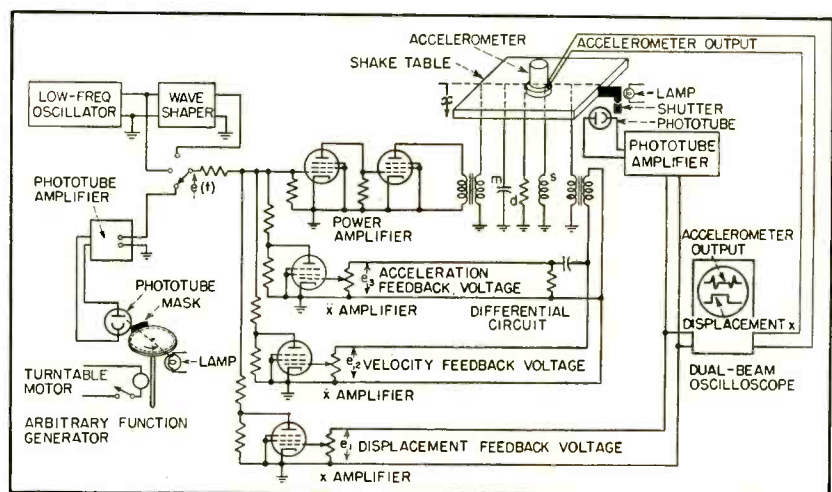 ACCELEROMETER
ACCELEROMETER OUTPUT
SHAKE TABLE
LOW-FREQ
OSCILLATOR
WAVE
SHAPER
LAMP
SHUTTER
PHOTOTUBE
PHOTOTUBE
AMPLIFIER
PHOTOTUBE
AMPLIFIER
e(t)
m
d
s
POWER
AMPLIFIER
e3
ACCELERATION
FEEDBACK VOLTAGE
ẍ AMPLIFIER
DIFFERENTIAL
CIRCUIT
ACCELEROMETER
OUTPUT
DISPLACEMENT x
DUAL-BEAM
OSCILLOSCOPE
PHOTOTUBE
MASK
LAMP
TURNTABLE
MOTOR
ARBITRARY FUNCTION
GENERATOR
e2 VELOCITY FEEDBACK VOLTAGE
ẋ AMPLIFIER
e1 DISPLACEMENT FEEDBACK VOLTAGE
x AMPLIFIER